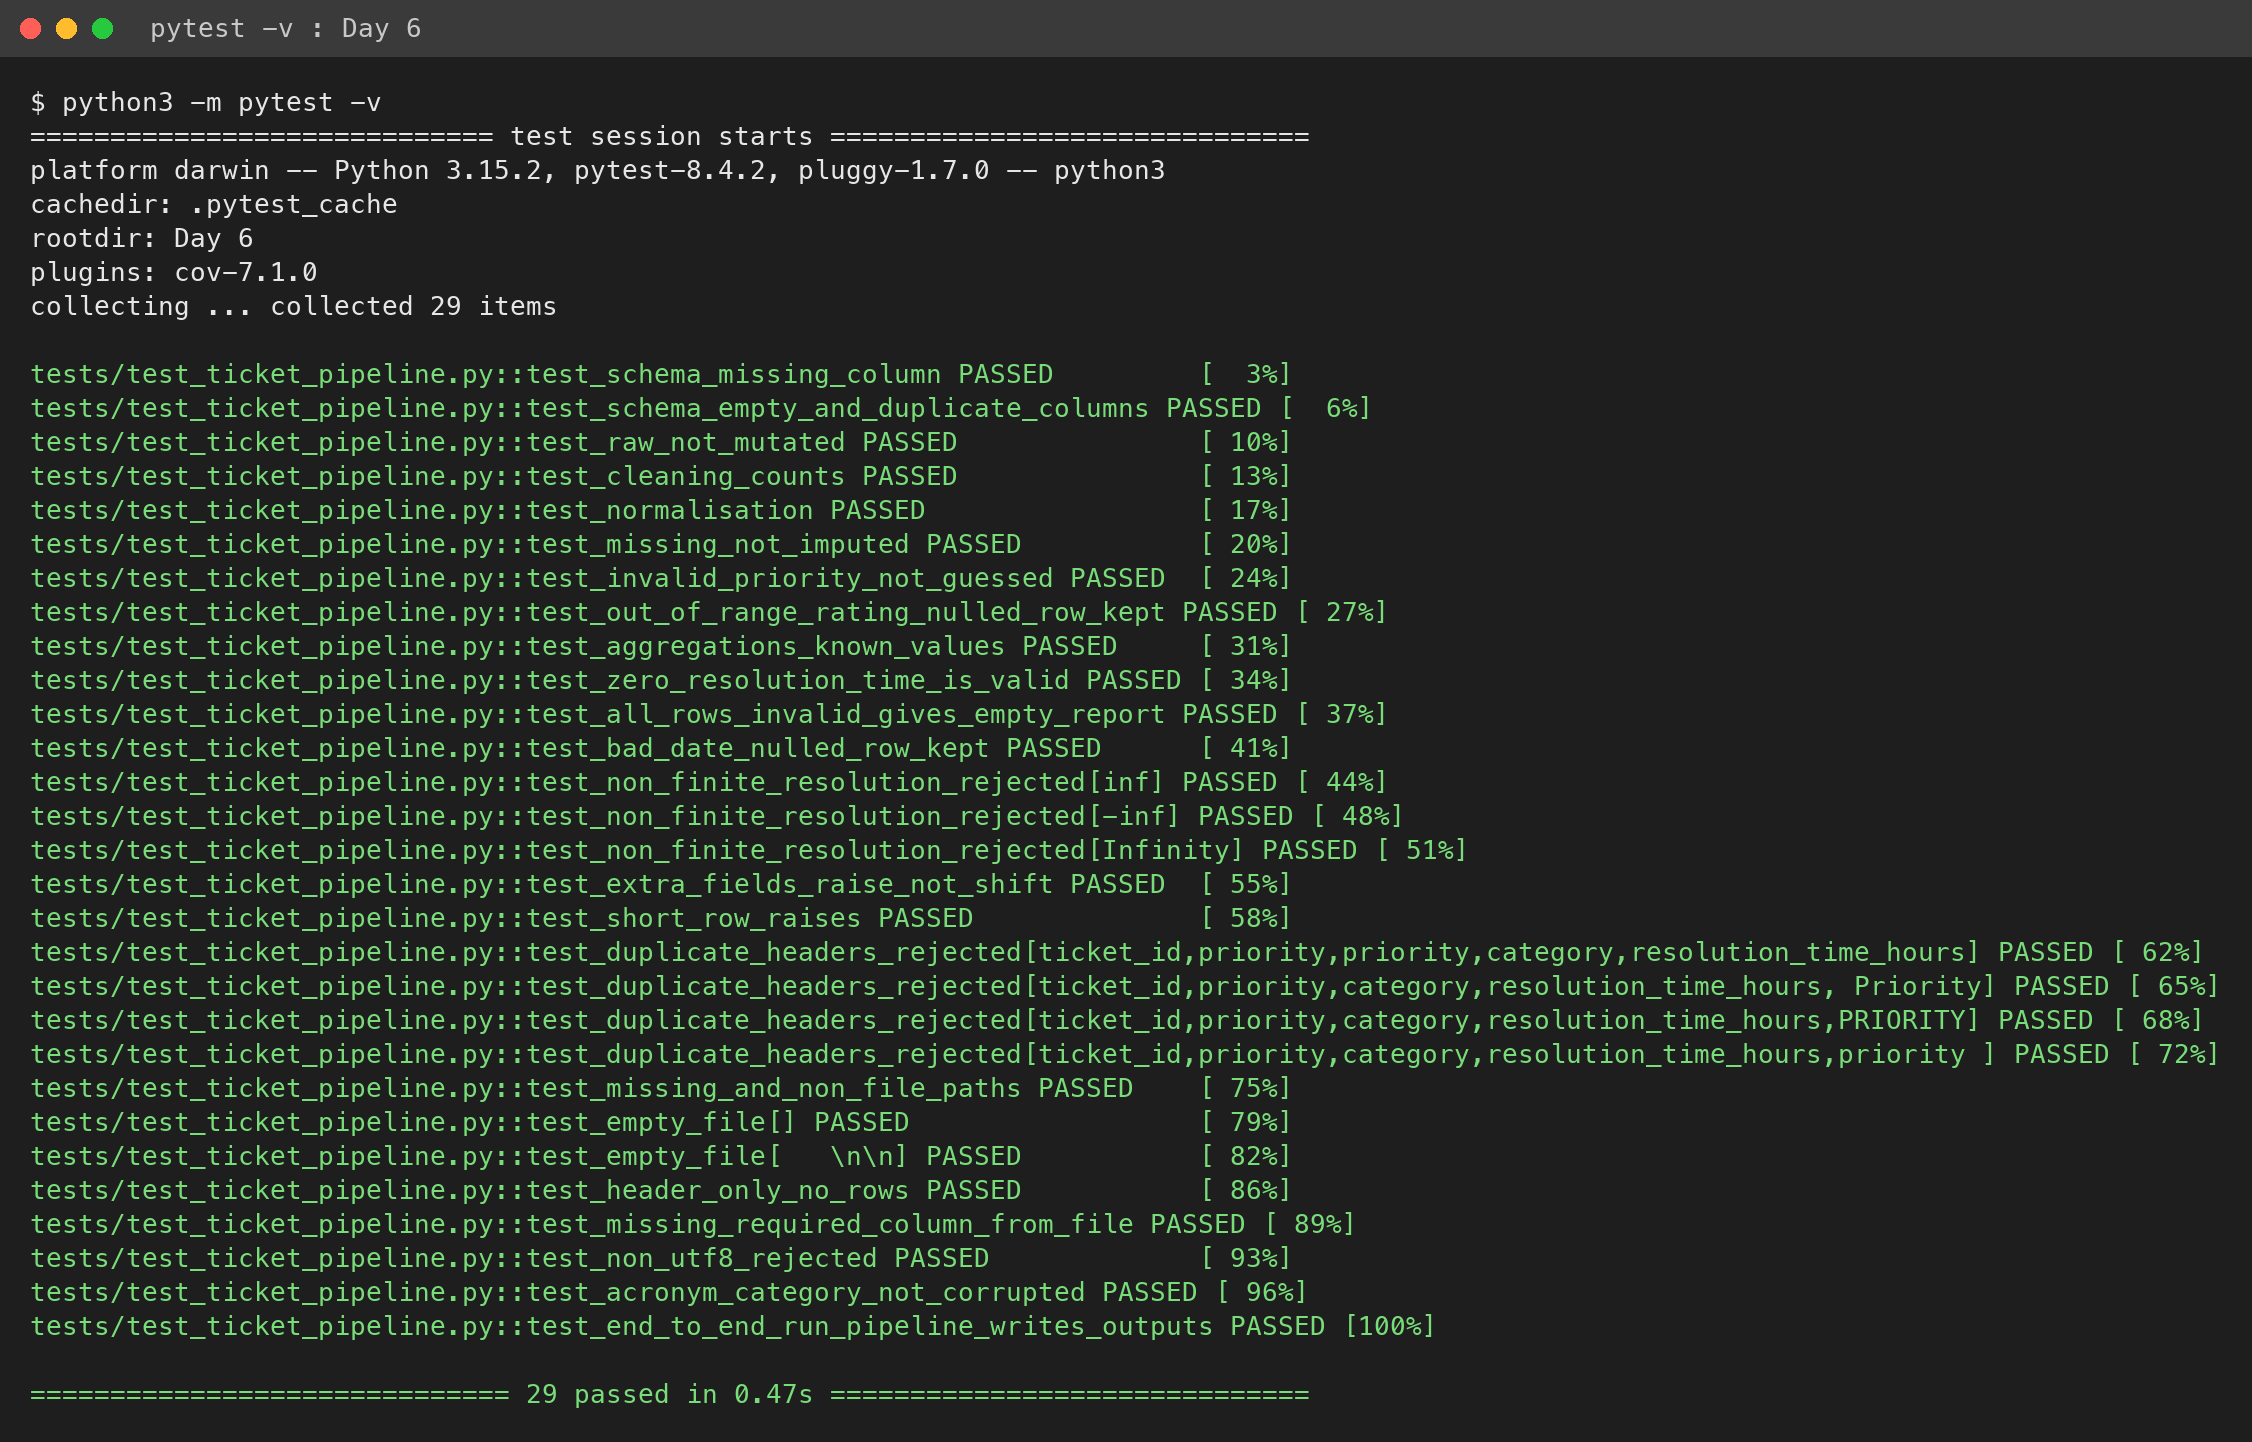 pytest -v : Day 6
$ python3 -m pytest -v
============================= test session starts ==============================
platform darwin -- Python 3.15.2, pytest-8.4.2, pluggy-1.7.0 -- python3
cachedir: .pytest_cache
rootdir: Day 6
plugins: cov-7.1.0
collecting ... collected 29 items
tests/test_ticket_pipeline.py::test_schema_missing_column PASSED         [  3%]
tests/test_ticket_pipeline.py::test_schema_empty_and_duplicate_columns PASSED [  6%]
tests/test_ticket_pipeline.py::test_raw_not_mutated PASSED               [ 10%]
tests/test_ticket_pipeline.py::test_cleaning_counts PASSED               [ 13%]
tests/test_ticket_pipeline.py::test_normalisation PASSED                 [ 17%]
tests/test_ticket_pipeline.py::test_missing_not_imputed PASSED           [ 20%]
tests/test_ticket_pipeline.py::test_invalid_priority_not_guessed PASSED  [ 24%]
tests/test_ticket_pipeline.py::test_out_of_range_rating_nulled_row_kept PASSED [ 27%]
tests/test_ticket_pipeline.py::test_aggregations_known_values PASSED     [ 31%]
tests/test_ticket_pipeline.py::test_zero_resolution_time_is_valid PASSED [ 34%]
tests/test_ticket_pipeline.py::test_all_rows_invalid_gives_empty_report PASSED [ 37%]
tests/test_ticket_pipeline.py::test_bad_date_nulled_row_kept PASSED      [ 41%]
tests/test_ticket_pipeline.py::test_non_finite_resolution_rejected[inf] PASSED [ 44%]
tests/test_ticket_pipeline.py::test_non_finite_resolution_rejected[-inf] PASSED [ 48%]
tests/test_ticket_pipeline.py::test_non_finite_resolution_rejected[Infinity] PASSED [ 51%]
tests/test_ticket_pipeline.py::test_extra_fields_raise_not_shift PASSED  [ 55%]
tests/test_ticket_pipeline.py::test_short_row_raises PASSED              [ 58%]
tests/test_ticket_pipeline.py::test_duplicate_headers_rejected[ticket_id,priority,priority,category,resolution_time_hours] PASSED [ 62%]
tests/test_ticket_pipeline.py::test_duplicate_headers_rejected[ticket_id,priority,category,resolution_time_hours, Priority] PASSED [ 65%]
tests/test_ticket_pipeline.py::test_duplicate_headers_rejected[ticket_id,priority,category,resolution_time_hours,PRIORITY] PASSED [ 68%]
tests/test_ticket_pipeline.py::test_duplicate_headers_rejected[ticket_id,priority,category,resolution_time_hours,priority ] PASSED [ 72%]
tests/test_ticket_pipeline.py::test_missing_and_non_file_paths PASSED    [ 75%]
tests/test_ticket_pipeline.py::test_empty_file[] PASSED                  [ 79%]
tests/test_ticket_pipeline.py::test_empty_file[   \n\n] PASSED           [ 82%]
tests/test_ticket_pipeline.py::test_header_only_no_rows PASSED           [ 86%]
tests/test_ticket_pipeline.py::test_missing_required_column_from_file PASSED [ 89%]
tests/test_ticket_pipeline.py::test_non_utf8_rejected PASSED             [ 93%]
tests/test_ticket_pipeline.py::test_acronym_category_not_corrupted PASSED [ 96%]
tests/test_ticket_pipeline.py::test_end_to_end_run_pipeline_writes_outputs PASSED [100%]
============================== 29 passed in 0.47s ==============================